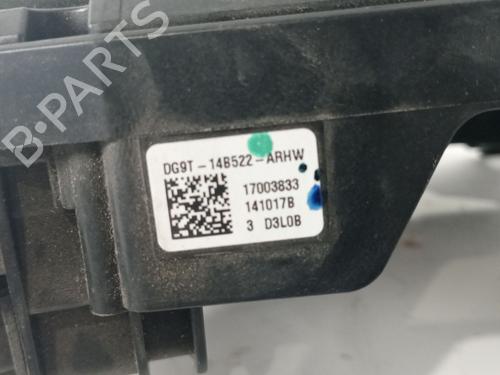 B-PARTS
DG9T-14B522-ARHW
17003833
141017B
3 D3L0B